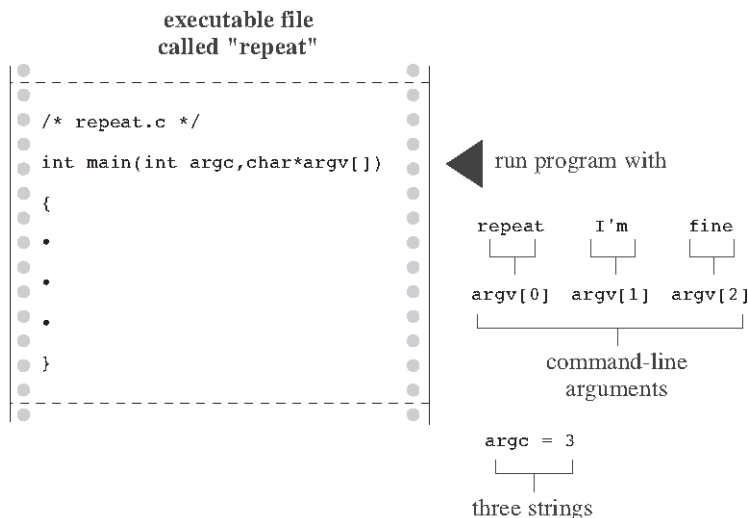 executable file
called "repeat"
/* repeat.c */
int main(int argc,char*argv[])
{
•
•
•
}
run program with
repeat I'm fine
argv[0] argv[1] argv[2]
command-line
arguments
argc = 3
three strings